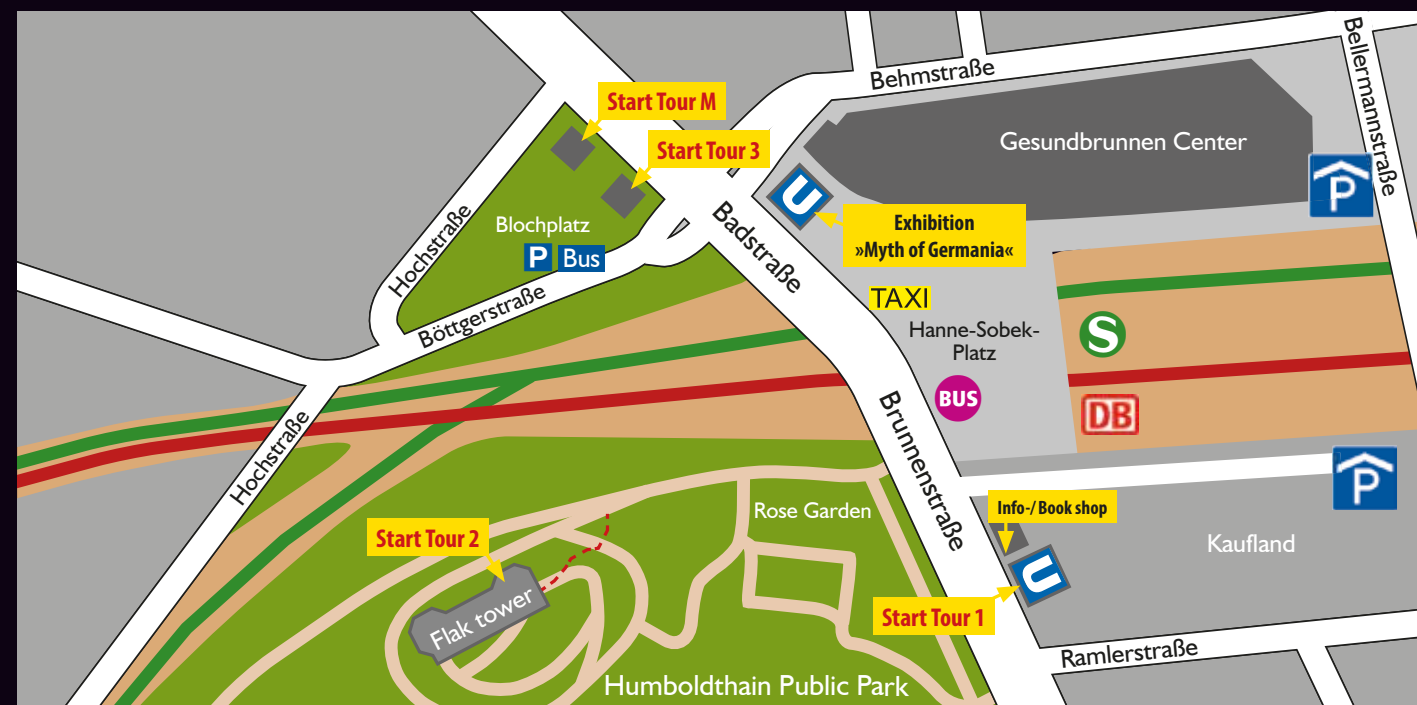 Behmstraße
Bellermannstraße
Start Tour M
Start Tour 3
Gesundbrunnen Center
P
U
Hochstraße
Blochplatz
P Bus
Badstraße
Exhibition
»Myth of Germania«
Böttgerstraße
TAXI
Hanne-Sobek-
Platz
S
BUS
DB
Hochstraße
Brunnenstraße
P
Rose Garden
Info-/ Book shop
Start Tour 2
Kaufland
U
Flak tower
Start Tour 1
Ramlerstraße
Humboldthain Public Park